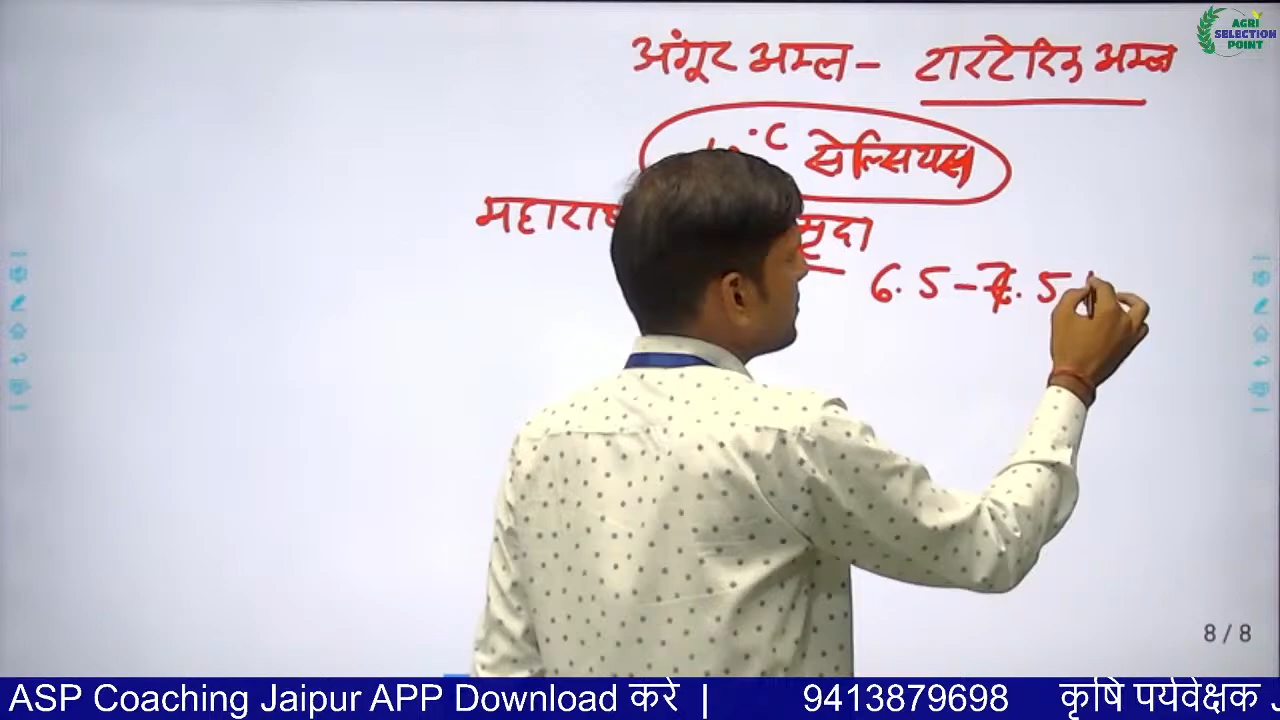 AGRI
SELECTION
POINT
अंगूर अम्ल - टारटेरिक अम्ल
°C सेल्सियस
मृदा
6.5-7.5
8 / 8
ASP Coaching Jaipur APP Download करें | 9413879698 कृषि पर्यवेक्षक J